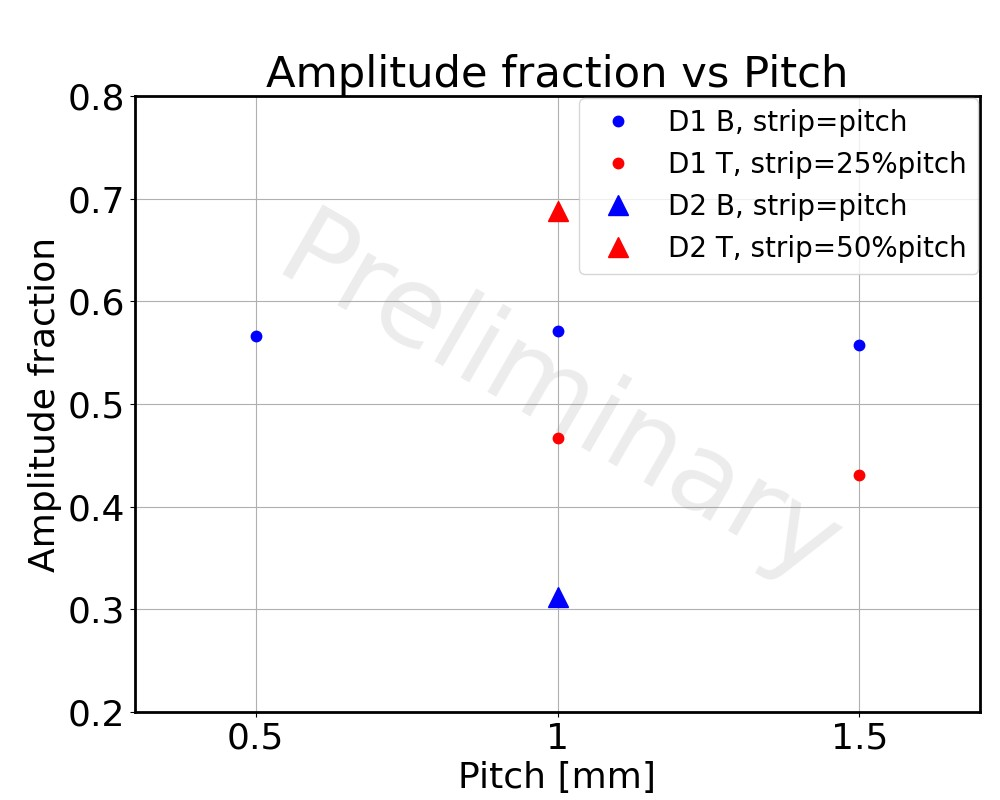 Amplitude fraction vs Pitch
0.8
0.7
0.6
0.5
0.4
0.3
0.2
Amplitude fraction
D1 B, strip=pitch
D1 T, strip=25%pitch
D2 B, strip=pitch
D2 T, strip=50%pitch
Preliminary
0.5 1 1.5
Pitch [mm]